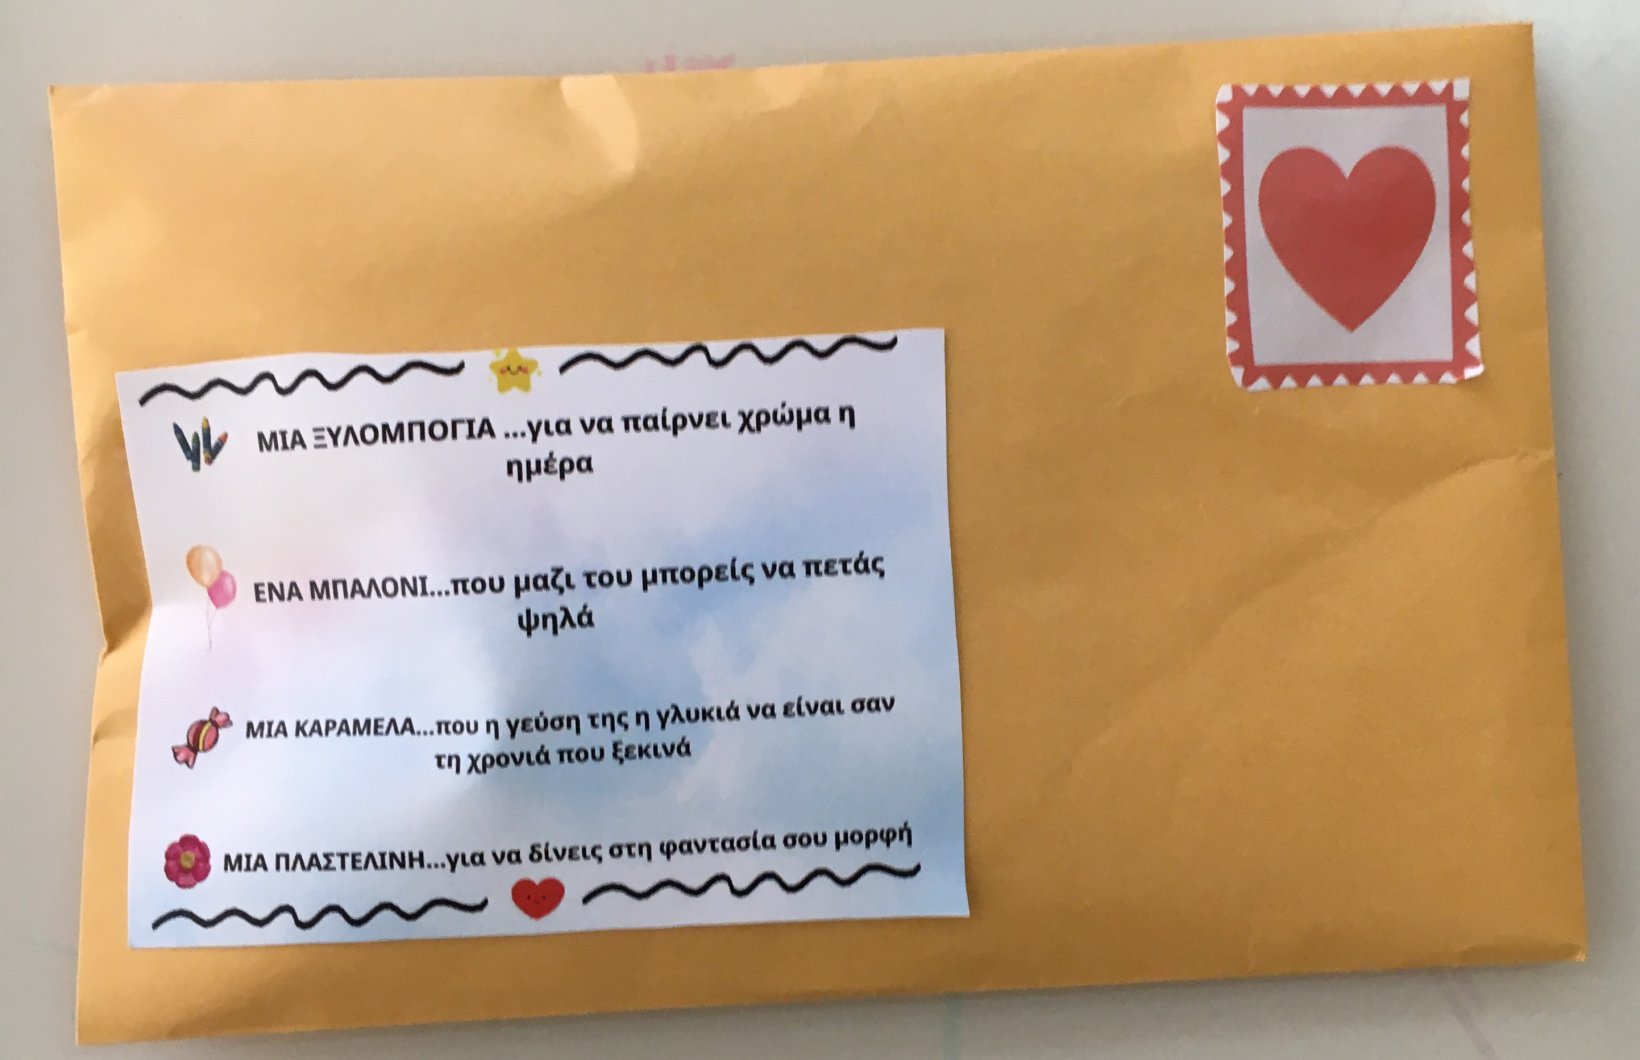 ΜΙΑ ΞΥΛΟΜΠΟΓΙΑ ...για να παίρνει χρώμα η
ημέρα
ΕΝΑ ΜΠΑΛΟΝΙ...που μαζι του μπορείς να πετάς
ψηλά
ΜΙΑ ΚΑΡΑΜΕΛΑ...που η γεύση της η γλυκιά να είναι σαν
τη χρονιά που ξεκινά
ΜΙΑ ΠΛΑΣΤΕΛΙΝΗ...για να δίνεις στη φαντασία σου μορφή